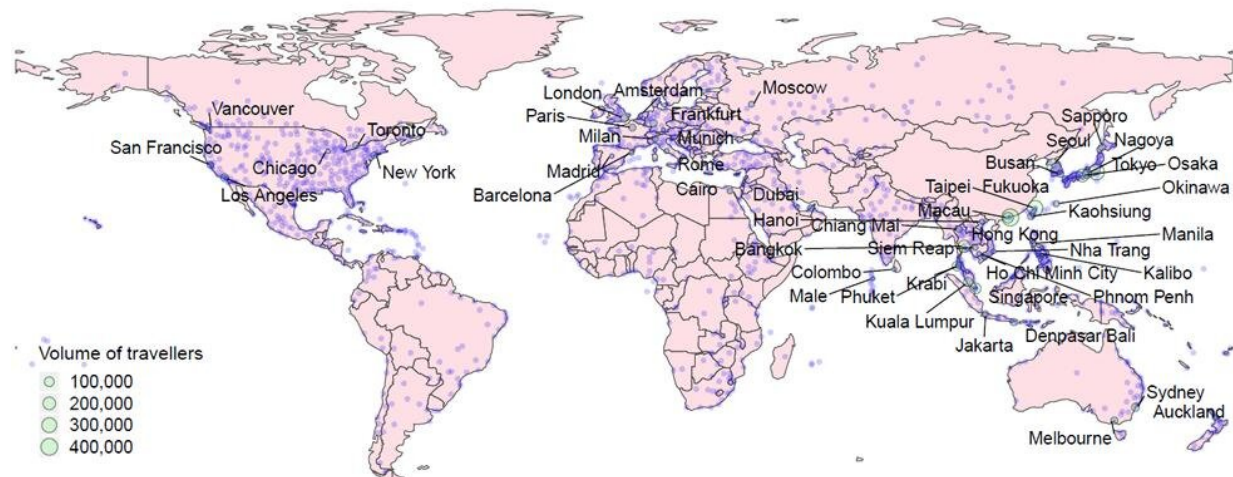 Vancouver
San Francisco
Chicago
Toronto
New York
Los Angeles
London
Amsterdam
Moscow
Paris
Frankfurt
Milan
Munich
Madrid
Rome
Barcelona
Cairo
Dubai
Sapporo
Seoul
Nagoya
Busan
Tokyo
Osaka
Taipei
Fukuoka
Okinawa
Hanoi
Macau
Kaohsiung
Chiang Mai
Hong Kong
Manila
Bangkok
Siem Reap
Nha Trang
Colombo
Ho Chi Minh City
Kalibo
Male
Phuket
Krabi
Singapore
Phnom Penh
Kuala Lumpur
Jakarta
Denpasar Bali
Sydney
Auckland
Melbourne
Volume of travellers
100,000
200,000
300,000
400,000